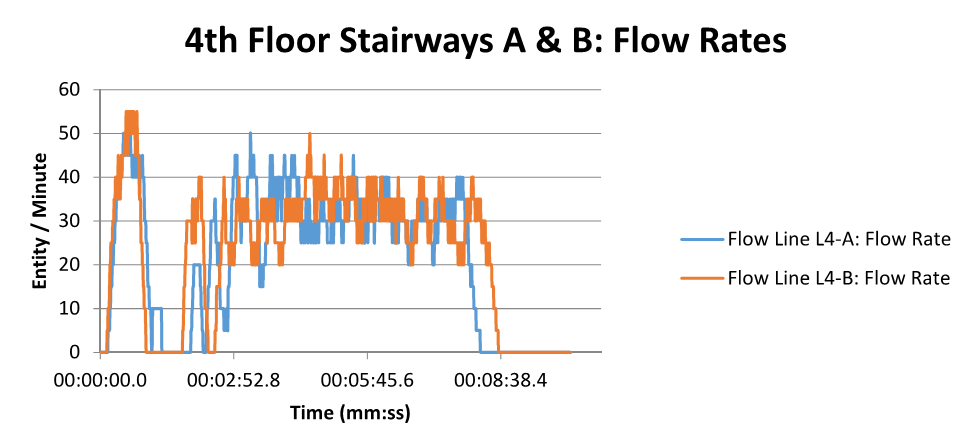 4th Floor Stairways A & B: Flow Rates
60
50
40
30
20
10
0
Entity / Minute
00:00:00.0 00:02:52.8 00:05:45.6 00:08:38.4
Time (mm:ss)
Flow Line L4-A: Flow Rate
Flow Line L4-B: Flow Rate